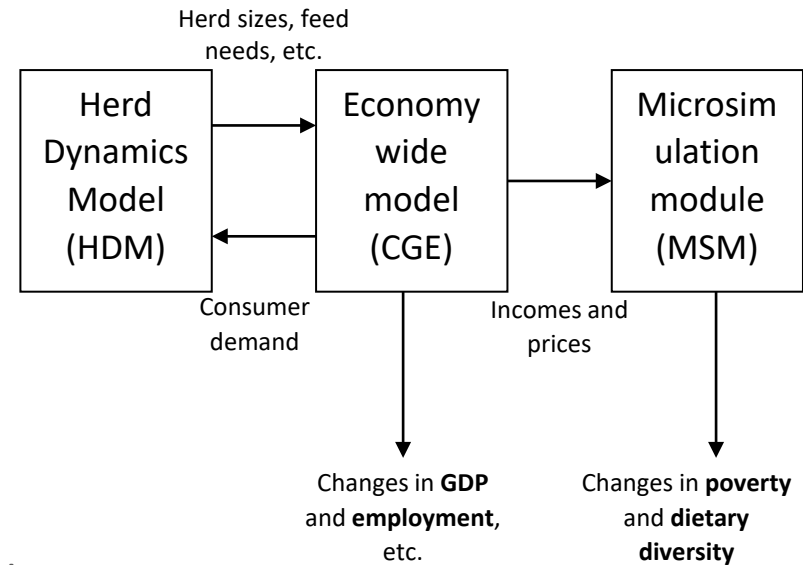 Herd sizes, feed
needs, etc.
Herd
Dynamics
Model
(HDM)
Economy
wide
model
(CGE)
Microsim
ulation
module
(MSM)
Consumer
demand
Incomes and
prices
Changes in GDP
and employment,
etc.
Changes in poverty
and dietary
diversity